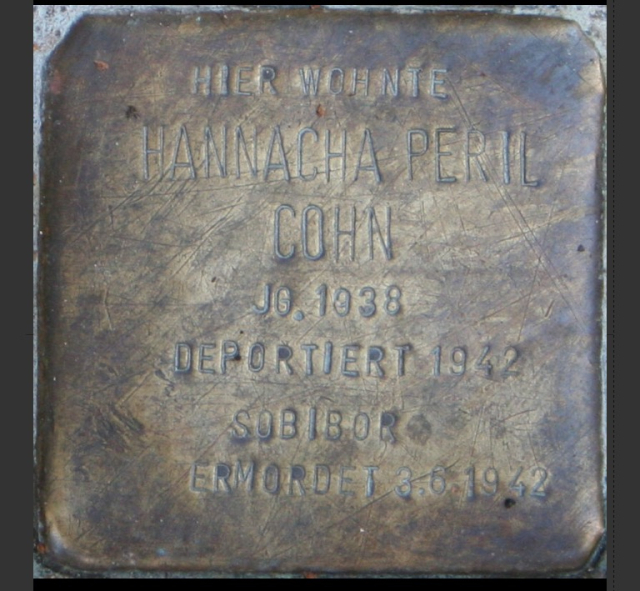 HIER WOHNTE
HANNACHA PERIL
COHN
JG. 1938
DEPORTIERT 1942
SOBIBOR
ERMORDET 3.6.1942